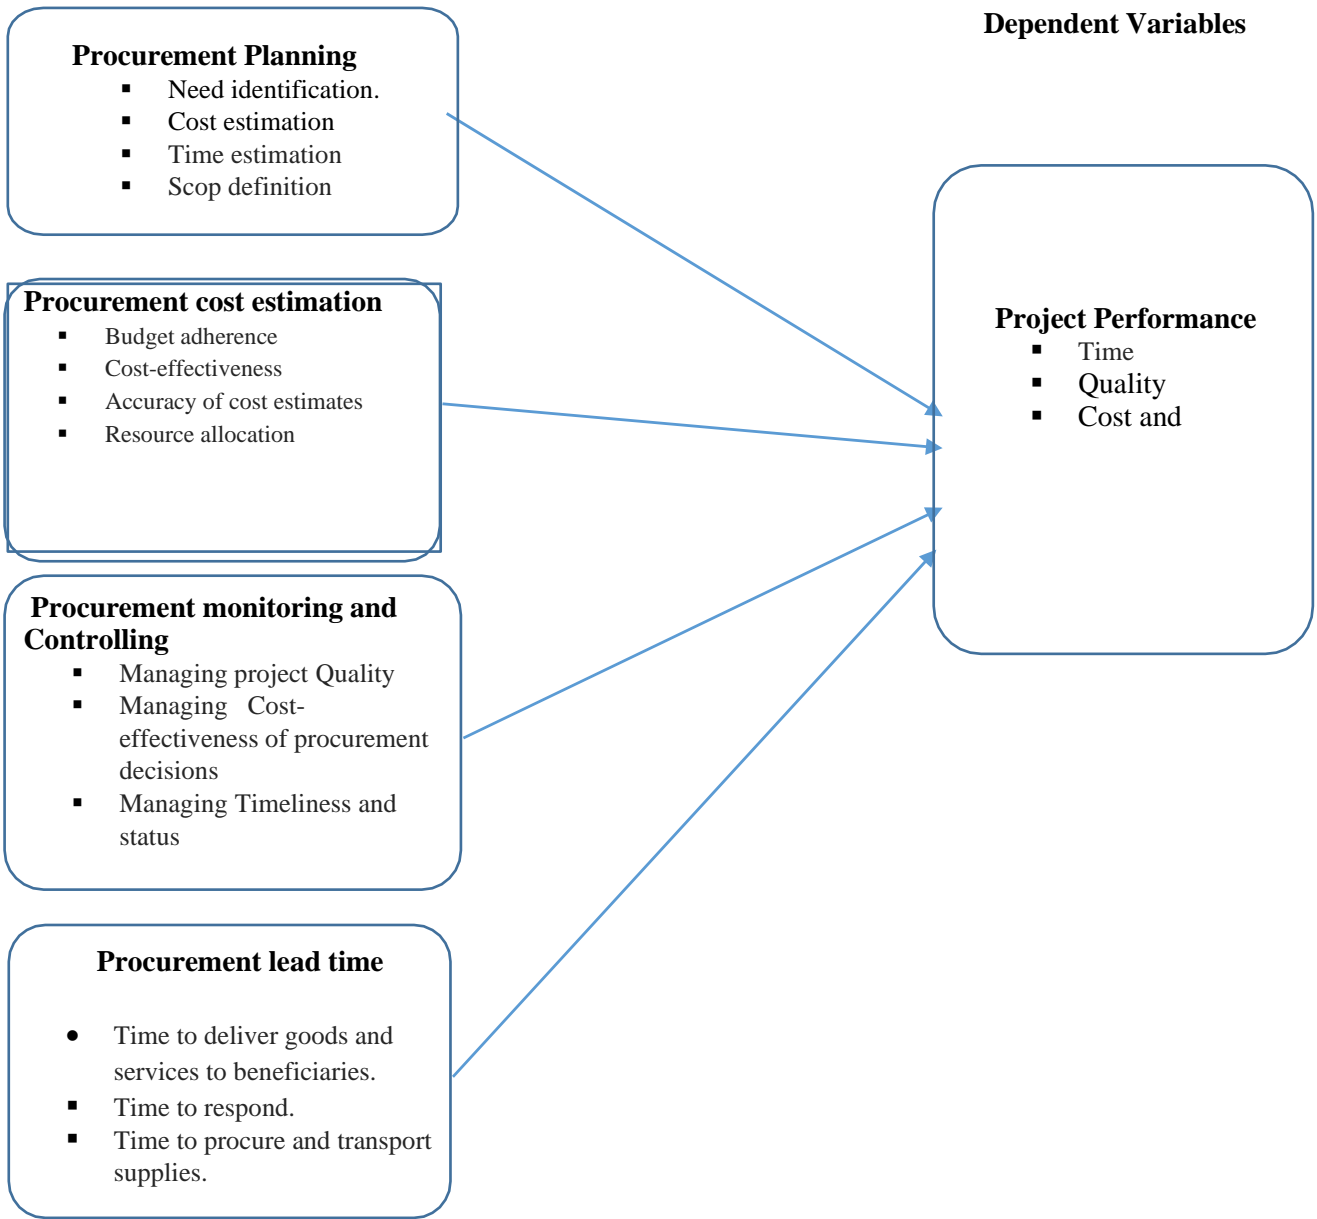 Dependent Variables
Procurement Planning
▪ Need identification.
▪ Cost estimation
▪ Time estimation
▪ Scop definition
Procurement cost estimation
▪ Budget adherence
▪ Cost-effectiveness
▪ Accuracy of cost estimates
▪ Resource allocation
Procurement monitoring and
Controlling
▪ Managing project Quality
▪ Managing Cost-
effectiveness of procurement
decisions
▪ Managing Timeliness and
status
Procurement lead time
• Time to deliver goods and
services to beneficiaries.
▪ Time to respond.
▪ Time to procure and transport
supplies.
Project Performance
▪ Time
▪ Quality
▪ Cost and